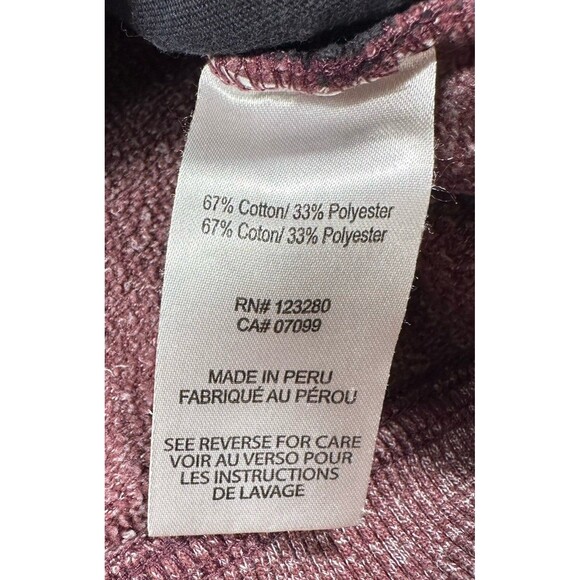 67% Cotton/ 33% Polyester
67% Coton/ 33% Polyester
RN# 123280
CA# 07099
MADE IN PERU
FABRIQUÉ AU PÉROU
SEE REVERSE FOR CARE
VOIR AU VERSO POUR
LES INSTRUCTIONS
DE LAVAGE